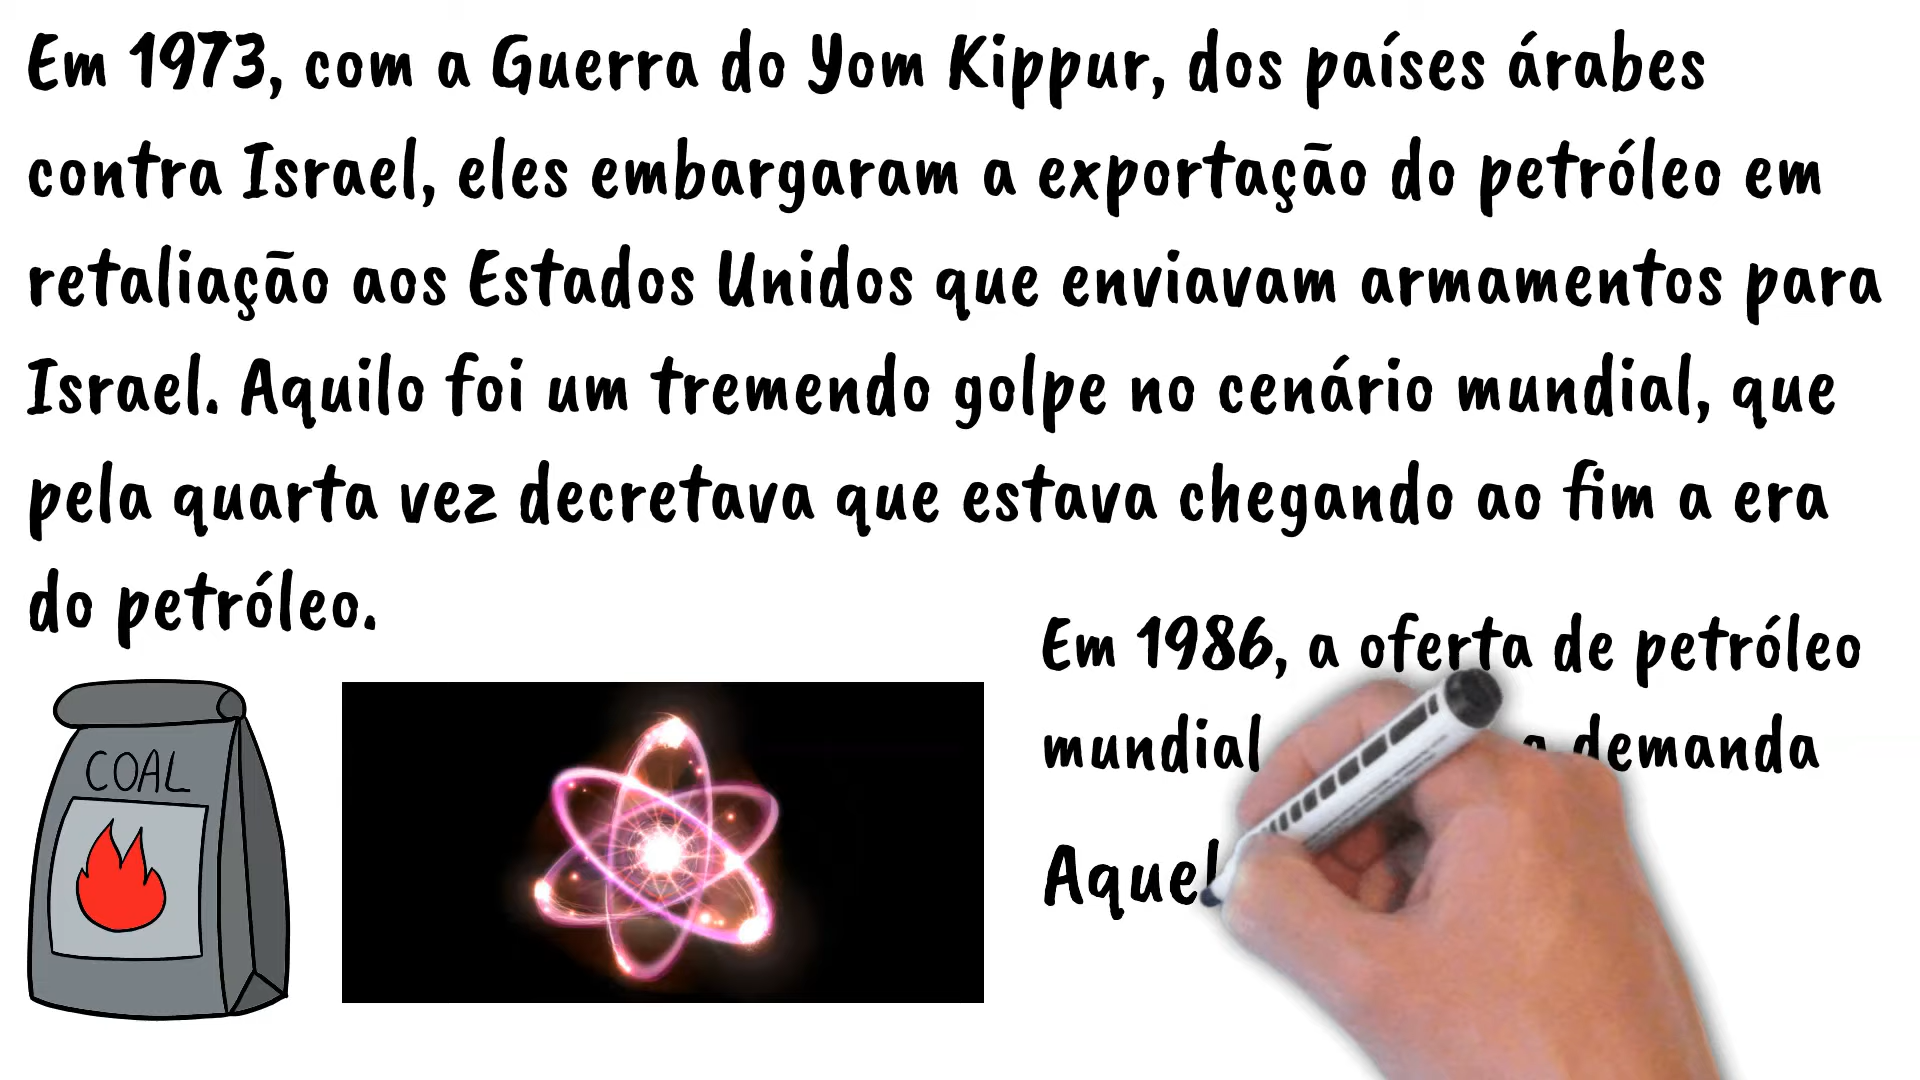 Em 1973, com a Guerra do Yom Kippur, dos países árabes
contra Israel, eles embargaram a exportação do petróleo em
retaliação aos Estados Unidos que enviavam armamentos para
Israel. Aquilo foi um tremendo golpe no cenário mundial, que
pela quarta vez decretava que estava chegando ao fim a era
do petróleo.
Em 1986, a oferta de petróleo
mundial a demanda
Aquel
COAL